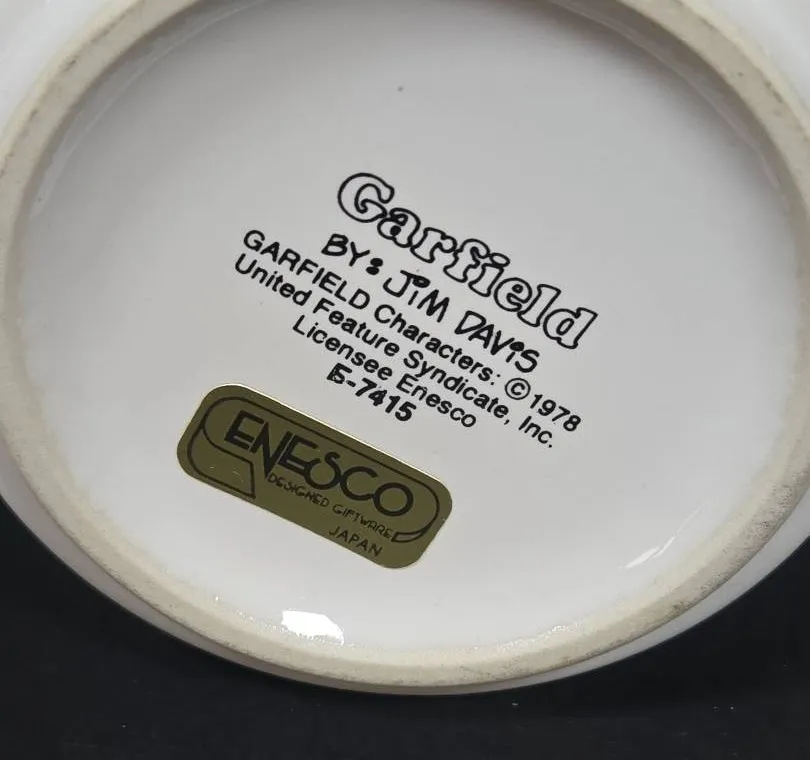 Garfield
BY: JIM DAVIS
GARFIELD Characters: © 1978
United Feature Syndicate, Inc.
Licensee Enesco
E-7415
ENESCO
DESIGNED GIFTWARE
JAPAN